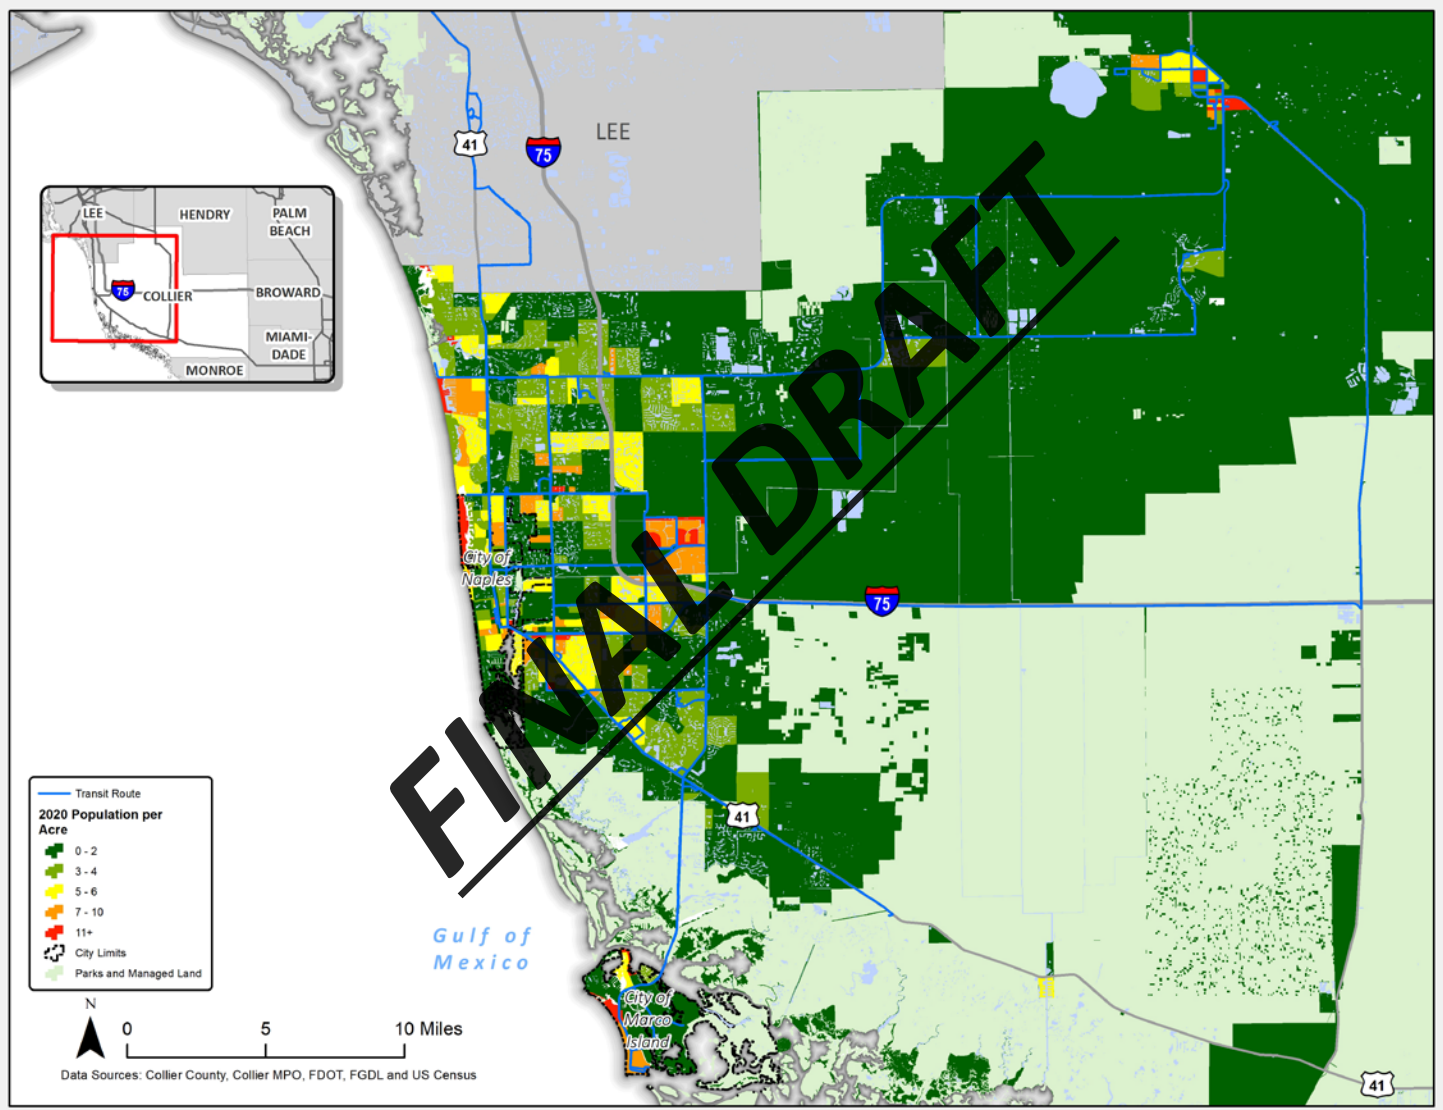 LEE
41
75
LEE
HENDRY
PALM
BEACH
75
COLLIER
BROWARD
MIAMI-
DADE
MONROE
FINAL DRAFT
City of
Naples
75
41
Transit Route
2020 Population per
Acre
0 - 2
3 - 4
5 - 6
7 - 10
11+
City Limits
Parks and Managed Land
Gulf of
Mexico
City of
Marco
Island
N
0 5 10 Miles
Data Sources: Collier County, Collier MPO, FDOT, FGDL and US Census
41